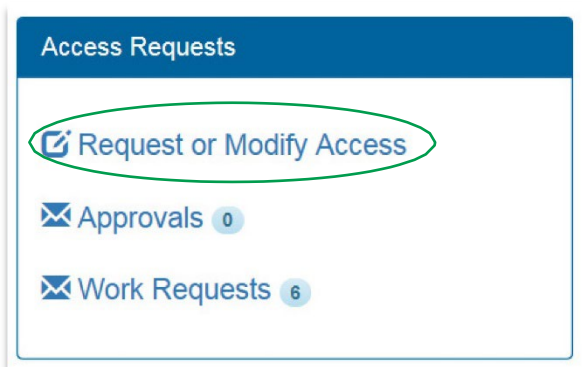 Access Requests
Request or Modify Access
Approvals 0
Work Requests 6